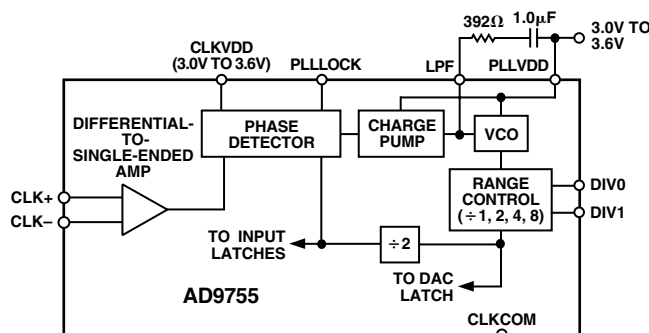 392Ω
1.0µF
3.0V TO
3.6V
CLKVDD
(3.0V TO 3.6V)
PLLLOCK
LPF
PLLVDD
DIFFERENTIAL-
TO-
SINGLE-ENDED
AMP
PHASE
DETECTOR
CHARGE
PUMP
VCO
CLK+
CLK–
RANGE
CONTROL
(÷1, 2, 4, 8)
DIV0
DIV1
TO INPUT
LATCHES
÷2
TO DAC
LATCH
AD9755
CLKCOM